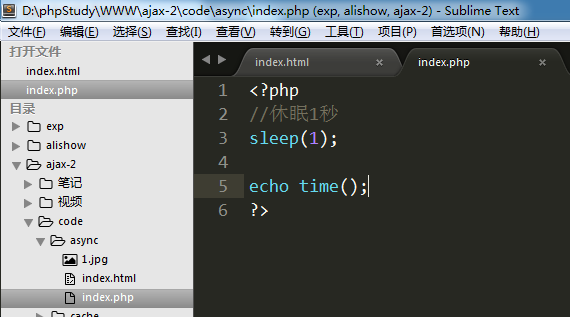 D:\phpStudy\WWW\ajax-2\code\async\index.php (exp, alishow, ajax-2) - Sublime Text
文件(F) 编辑(E) 选择(S) 查找(I) 查看(V) 转到(G) 工具(T) 项目(P) 首选项(N) 帮助(H)
打开文件
index.html
index.php
目录
exp
alishow
ajax-2
笔记
视频
code
async
1.jpg
index.html
index.php
cache
index.html × index.php ×
1 <?php
2 //休眠1秒
3 sleep(1);
4
5 echo time();
6 ?>